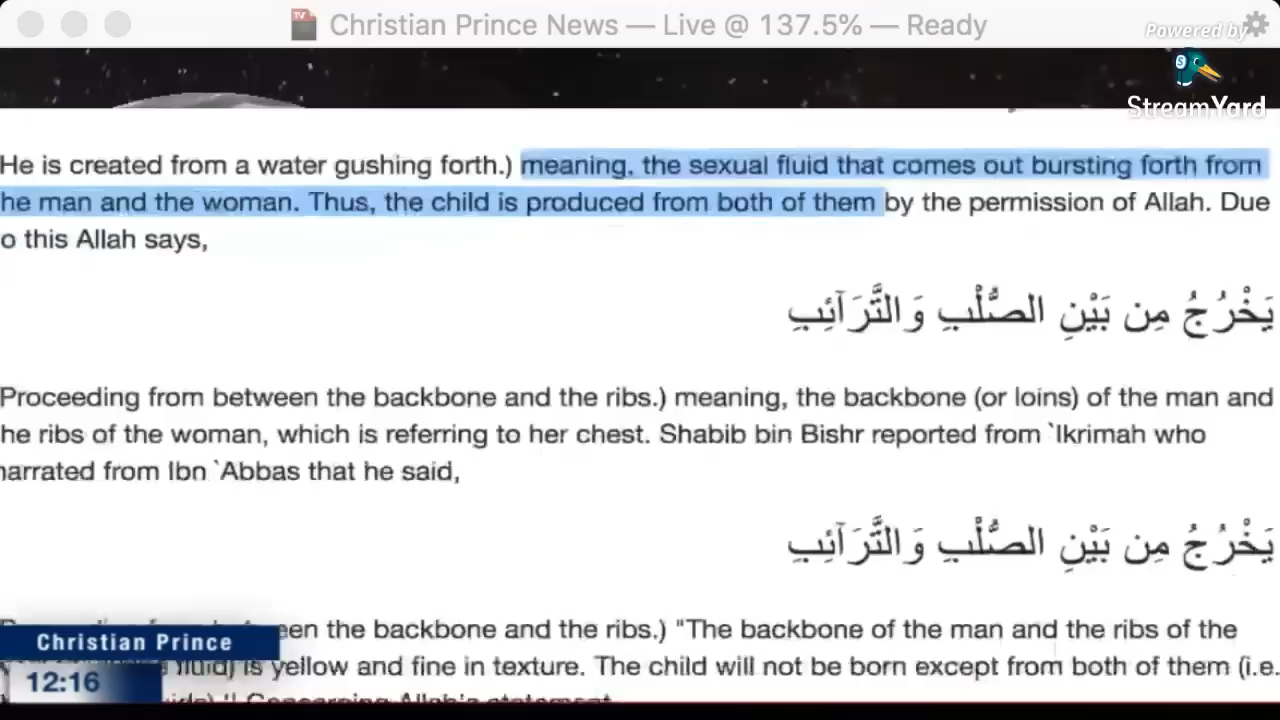 Christian Prince News — Live @ 137.5% — Ready
Powered by
StreamYard
He is created from a water gushing forth.) meaning, the sexual fluid that comes out bursting forth from
he man and the woman. Thus, the child is produced from both of them by the permission of Allah. Due
o this Allah says,
يَخْرُجُ مِن بَيْنِ الصُّلْبِ وَالتَّرَآئِبِ
Proceeding from between the backbone and the ribs.) meaning, the backbone (or loins) of the man and
he ribs of the woman, which is referring to her chest. Shabib bin Bishr reported from `Ikrimah who
narrated from Ibn `Abbas that he said,
يَخْرُجُ مِن بَيْنِ الصُّلْبِ وَالتَّرَآئِبِ
een the backbone and the ribs.) "The backbone of the man and the ribs of the
fluid) is yellow and fine in texture. The child will not be born except from both of them (i.e.
Concerning Allah's statement
Christian Prince
12:16